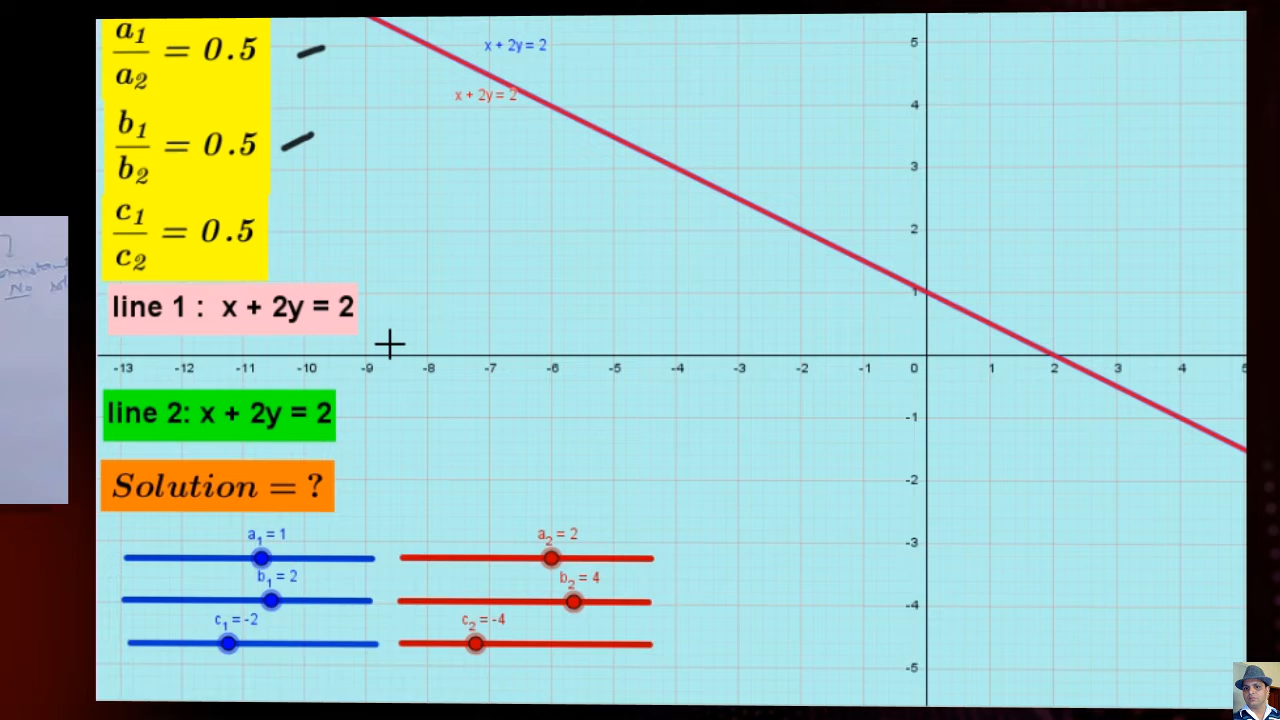 a1/a2 = 0.5
b1/b2 = 0.5
c1/c2 = 0.5
line 1 : x + 2y = 2
line 2: x + 2y = 2
Solution = ?
a1 = 1
b1 = 2
c1 = -2
a2 = 2
b2 = 4
c2 = -4
x + 2y = 2
x + 2y = 2
5
4
3
2
1
-13 -12 -11 -10 -9 -8 -7 -6 -5 -4 -3 -2 -1 0 1 2 3 4 5
-1
-2
-3
-4
-5
No